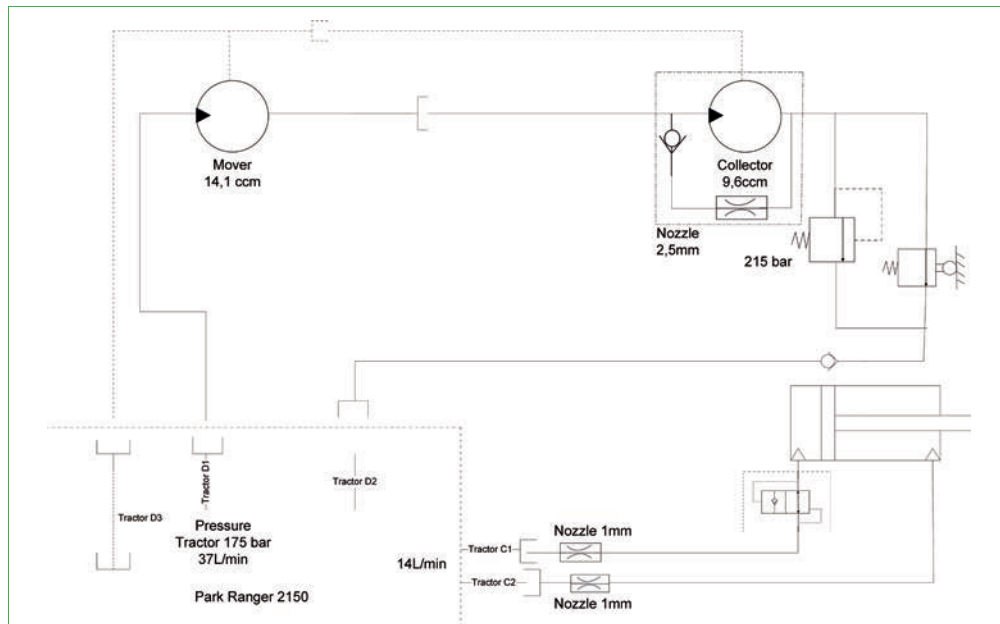 Mover
14,1 ccm
Collector
9,6ccm
Nozzle
2,5mm
215 bar
Tractor D3
Tractor D1
Tractor D2
Pressure
Tractor 175 bar
37L/min
14L/min
Park Ranger 2150
Tractor C1
Nozzle 1mm
Tractor C2
Nozzle 1mm